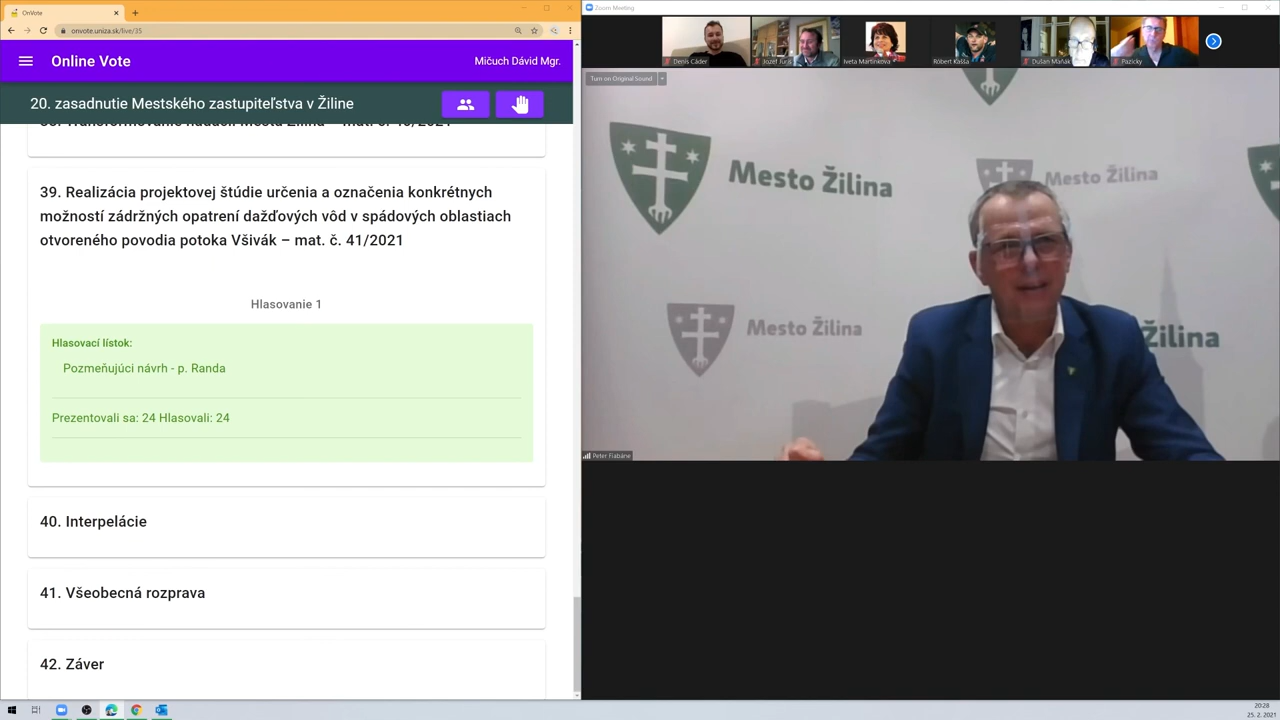 OnVote
onvote.uniza.sk/live/35
Online Vote
Mičuch Dávid Mgr.
20. zasadnutie Mestského zastupiteľstva v Žiline
39. Realizácia projektovej štúdie určenia a označenia konkrétnych
možností zádržných opatrení dažďových vôd v spádových oblastiach
otvoreného povodia potoka Všivák – mat. č. 41/2021
Hlasovanie 1
Hlasovací lístok:
Pozmeňujúci návrh - p. Randa
Prezentovali sa: 24 Hlasovali: 24
40. Interpelácie
41. Všeobecná rozprava
42. Záver
Zoom Meeting
Denis Cáder
Jozef Juriš
Iveta Martinková
Róbert Kašša
Dušan Maňák
Pazicky
Turn on Original Sound
Mesto Žilina
Mesto Žilina
Mesto Žilina
Žilina
Peter Fiabáne
20:28
25. 2. 2021